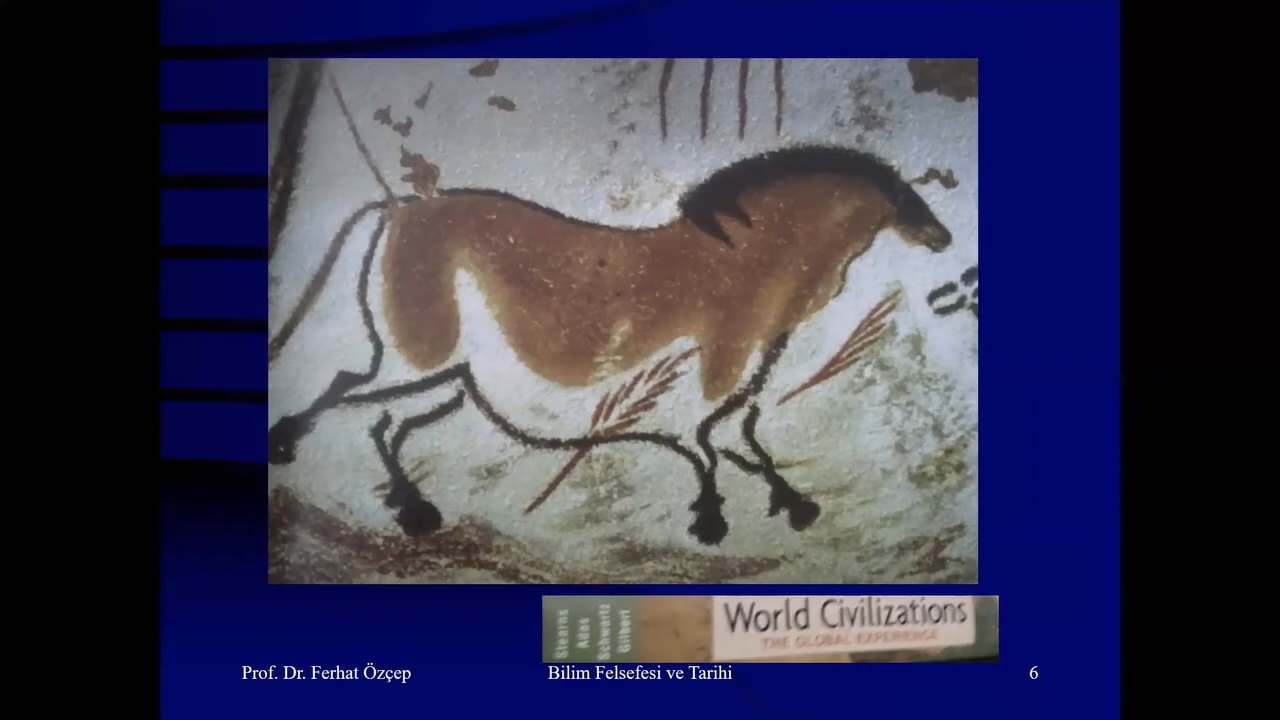 Stearns
Adas
Schwartz
Gilbert
World Civilizations
THE GLOBAL EXPERIENCE
Prof. Dr. Ferhat Özçep
Bilim Felsefesi ve Tarihi
6